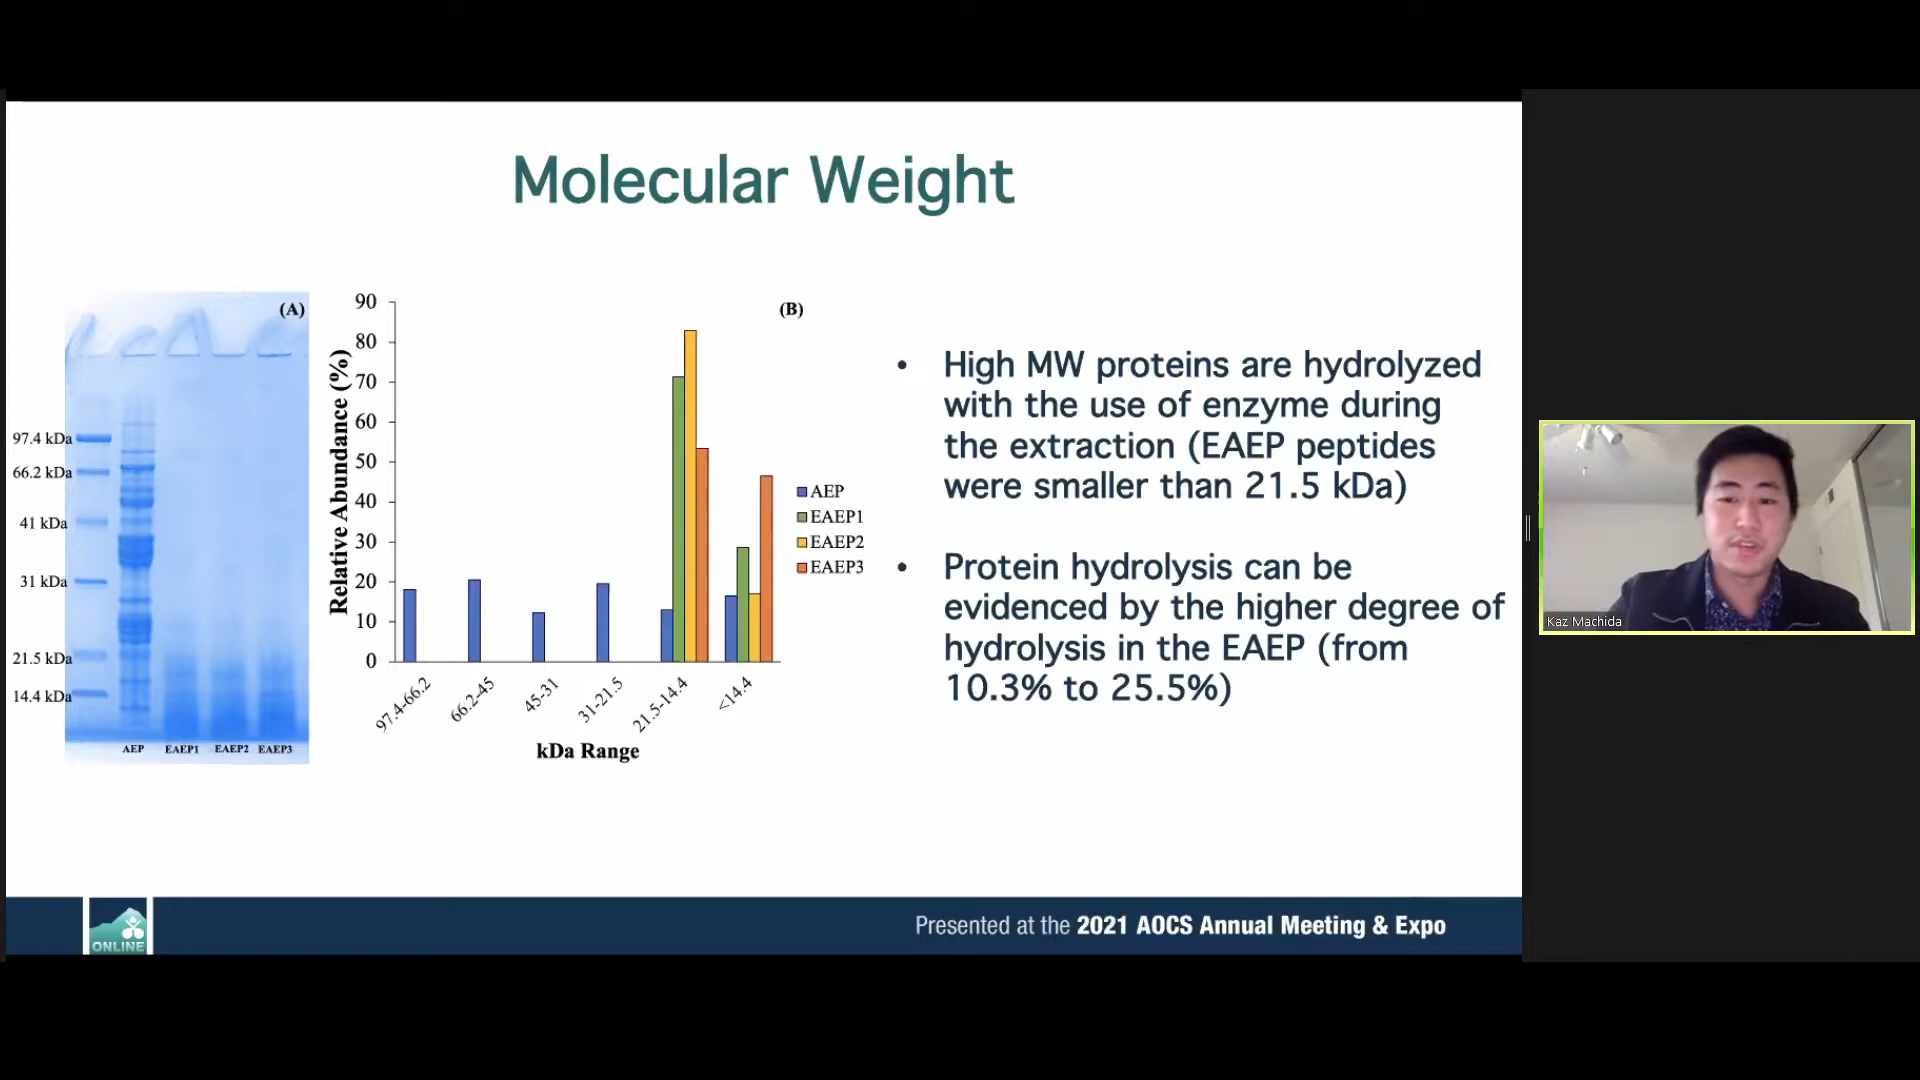 Molecular Weight
(A)
97.4 kDa
66.2 kDa
41 kDa
31 kDa
21.5 kDa
14.4 kDa
AEP EAEP1 EAEP2 EAEP3
(B)
Relative Abundance (%)
90
80
70
60
50
40
30
20
10
0
97.4-66.2
66.2-45
45-31
31-21.5
21.5-14.4
<14.4
kDa Range
AEP
EAEP1
EAEP2
EAEP3
• High MW proteins are hydrolyzed
with the use of enzyme during
the extraction (EAEP peptides
were smaller than 21.5 kDa)
• Protein hydrolysis can be
evidenced by the higher degree of
hydrolysis in the EAEP (from
10.3% to 25.5%)
Kaz Machida
ONLINE
Presented at the 2021 AOCS Annual Meeting & Expo